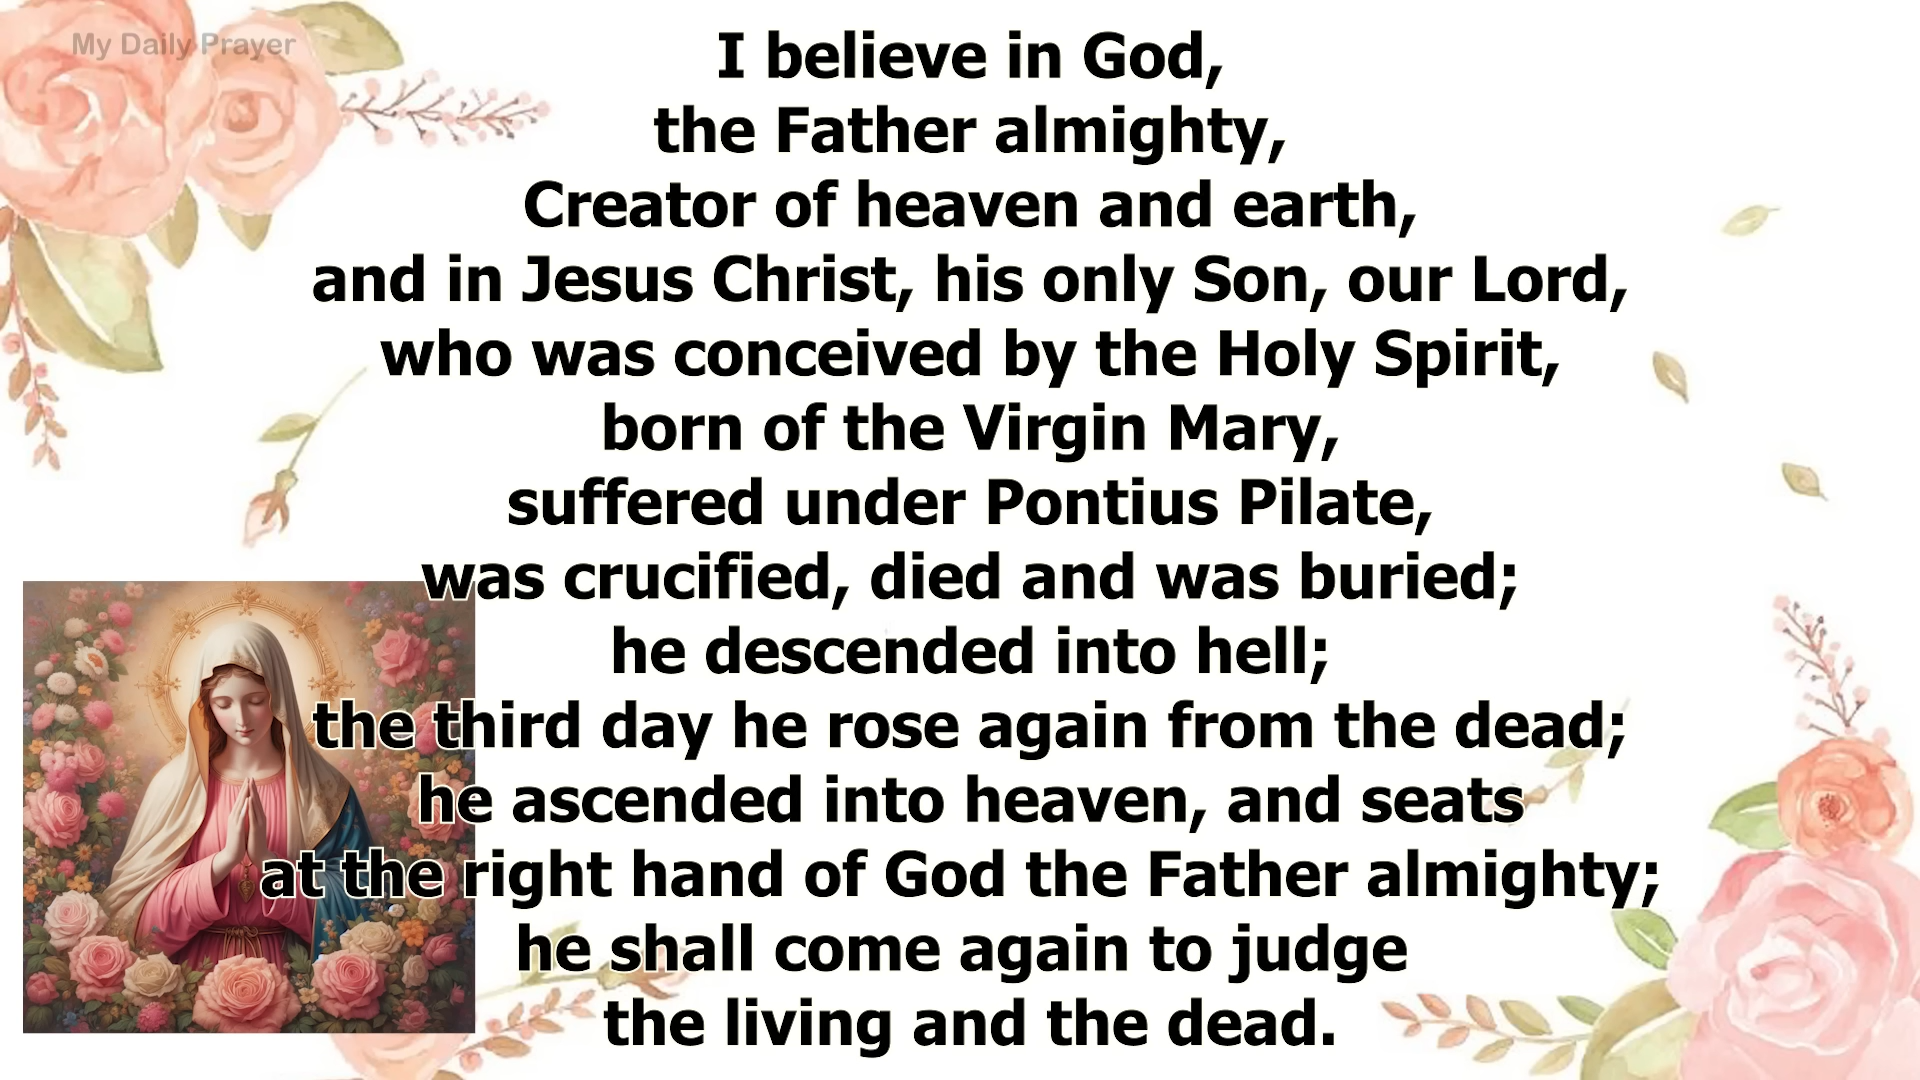 My Daily Prayer
I believe in God,
the Father almighty,
Creator of heaven and earth,
and in Jesus Christ, his only Son, our Lord,
who was conceived by the Holy Spirit,
born of the Virgin Mary,
suffered under Pontius Pilate,
was crucified, died and was buried;
he descended into hell;
the third day he rose again from the dead;
he ascended into heaven, and seats
at the right hand of God the Father almighty;
he shall come again to judge
the living and the dead.